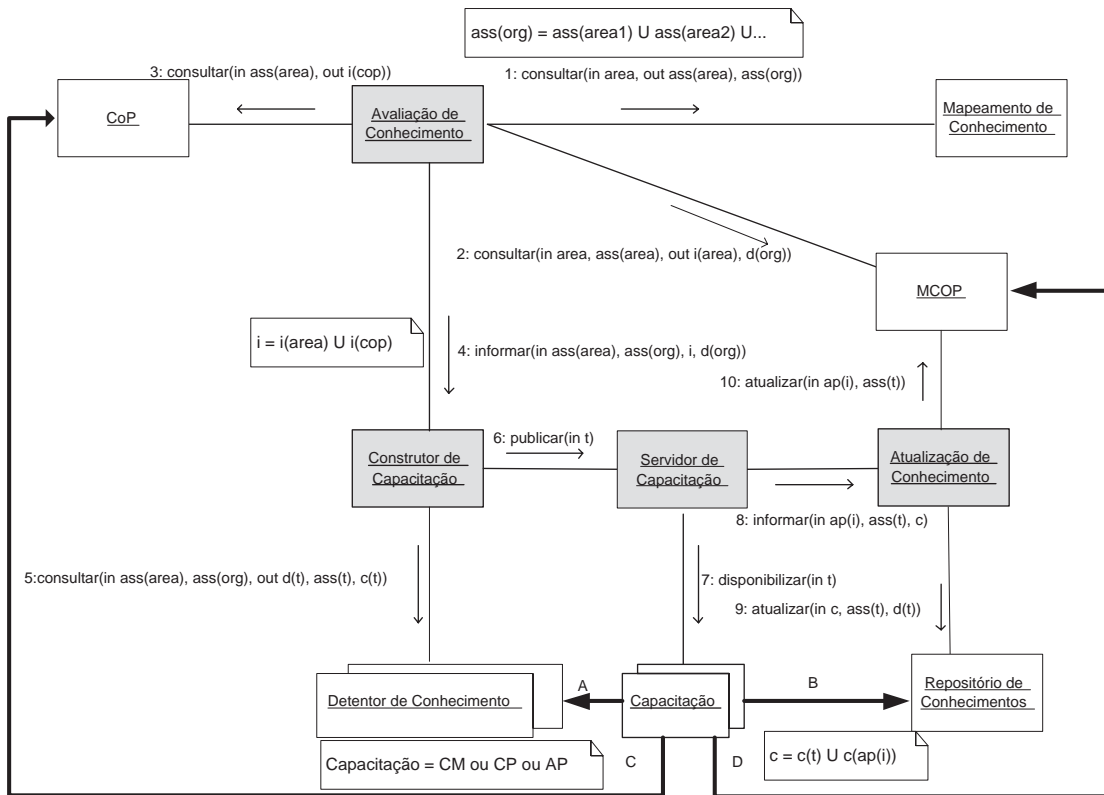 ass(org) = ass(area1) U ass(area2) U...
3: consultar(in ass(area), out i(cop))
1: consultar(in area, out ass(area), ass(org))
CoP
Avaliação de
Conhecimento
Mapeamento de
Conhecimento
2: consultar(in area, ass(area), out i(area), d(org))
MCOP
i = i(area) U i(cop)
4: informar(in ass(area), ass(org), i, d(org))
10: atualizar(in ap(i), ass(t))
6: publicar(in t)
Construtor de
Capacitação
Servidor de
Capacitação
Atualização de
Conhecimento
8: informar(in ap(i), ass(t), c)
5:consultar(in ass(area), ass(org), out d(t), ass(t), c(t))
7: disponibilizar(in t)
9: atualizar(in c, ass(t), d(t))
Detentor de Conhecimento
A
Capacitação
B
Repositório de
Conhecimentos
Capacitação = CM ou CP ou AP
C
D
c = c(t) U c(ap(i))